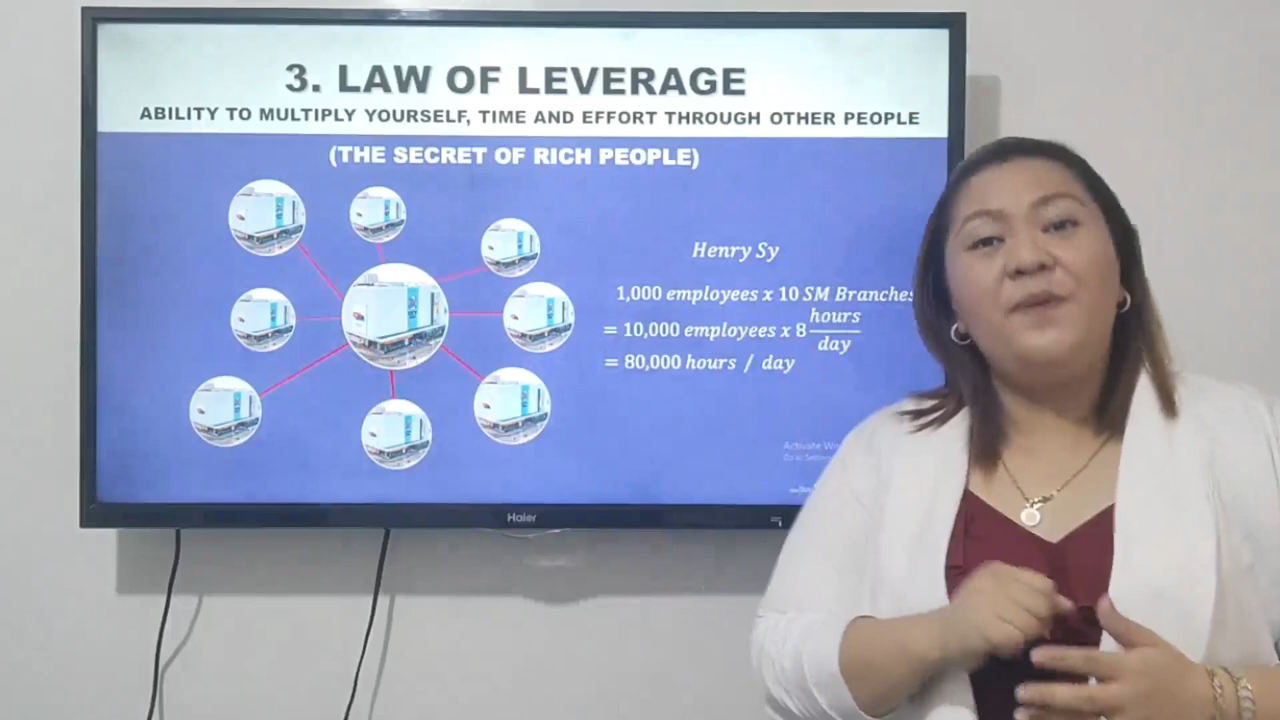 3. LAW OF LEVERAGE
ABILITY TO MULTIPLY YOURSELF, TIME AND EFFORT THROUGH OTHER PEOPLE
(THE SECRET OF RICH PEOPLE)
Henry Sy
1,000 employees x 10 SM Branches
= 10,000 employees x 8 hours/day
= 80,000 hours / day
Activate
Haier